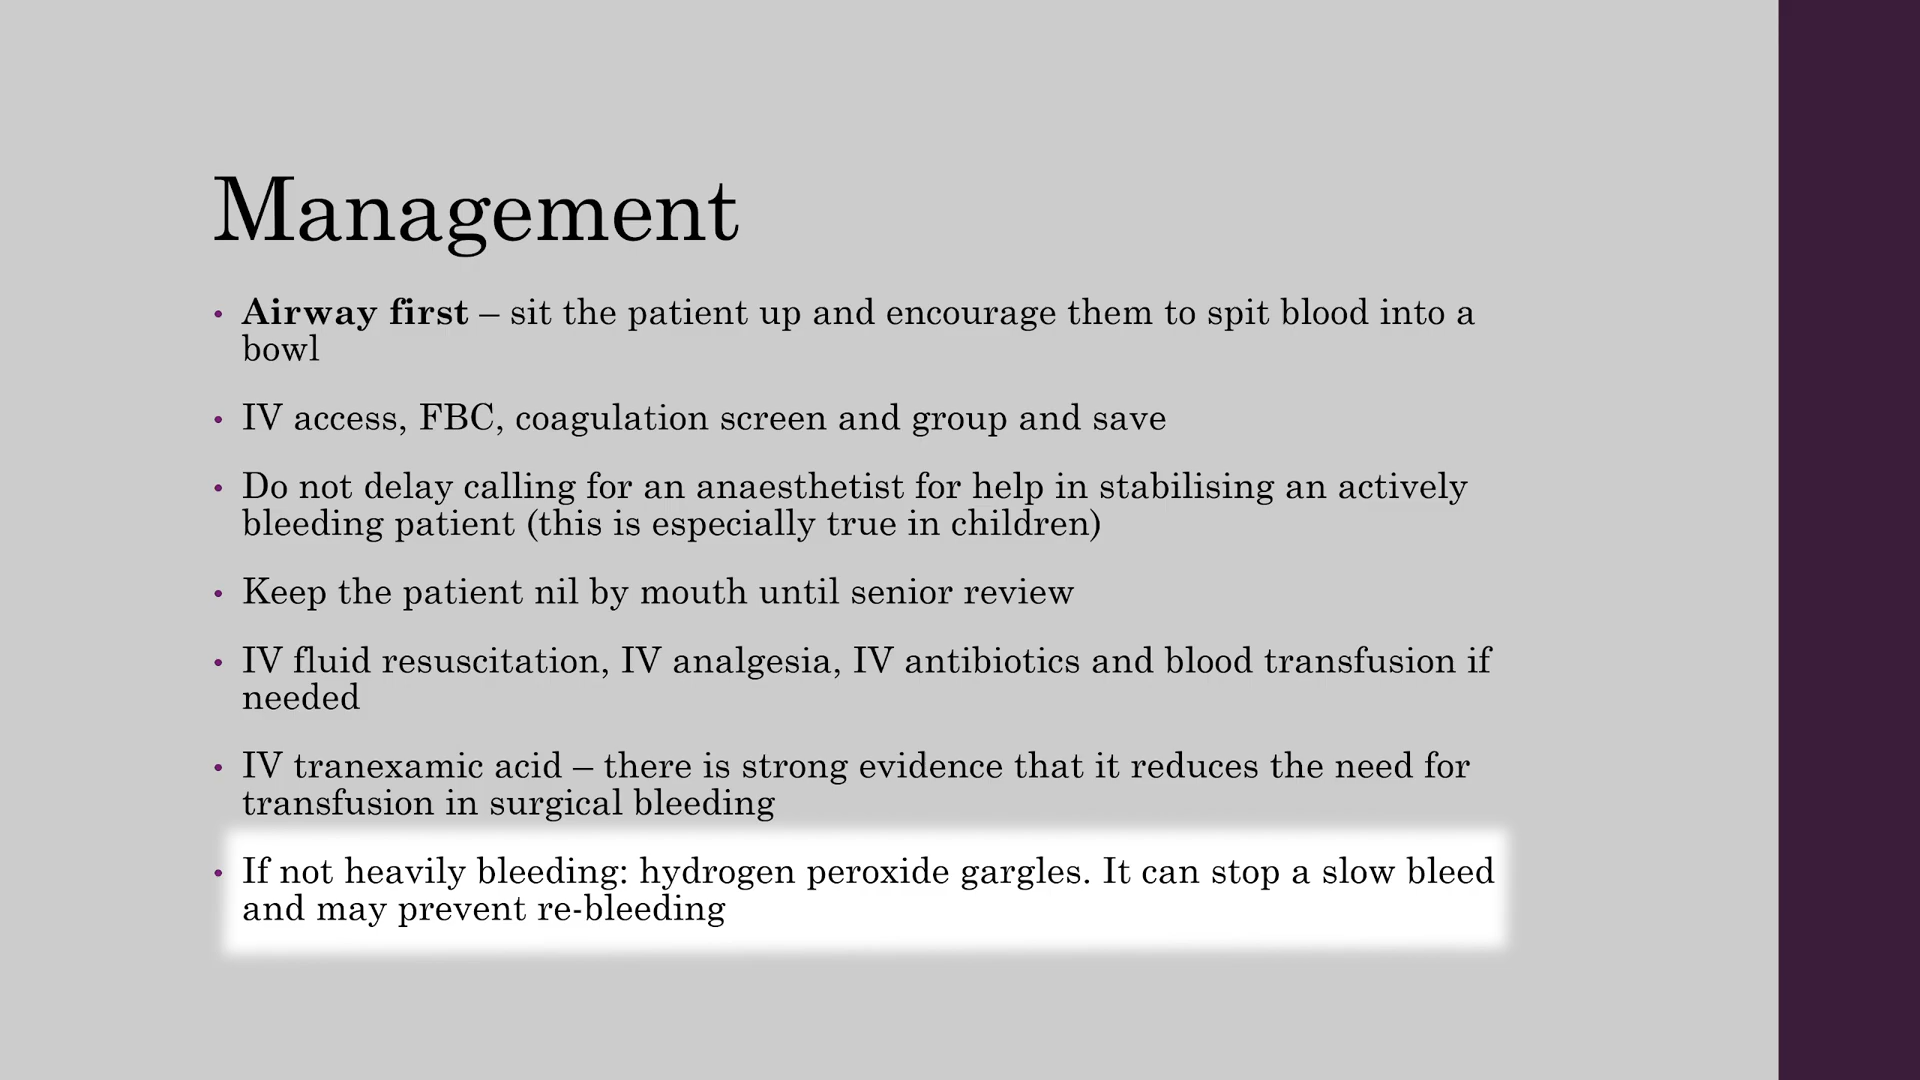 Management
• Airway first – sit the patient up and encourage them to spit blood into a
bowl
• IV access, FBC, coagulation screen and group and save
• Do not delay calling for an anaesthetist for help in stabilising an actively
bleeding patient (this is especially true in children)
• Keep the patient nil by mouth until senior review
• IV fluid resuscitation, IV analgesia, IV antibiotics and blood transfusion if
needed
• IV tranexamic acid – there is strong evidence that it reduces the need for
transfusion in surgical bleeding
• If not heavily bleeding: hydrogen peroxide gargles. It can stop a slow bleed
and may prevent re-bleeding